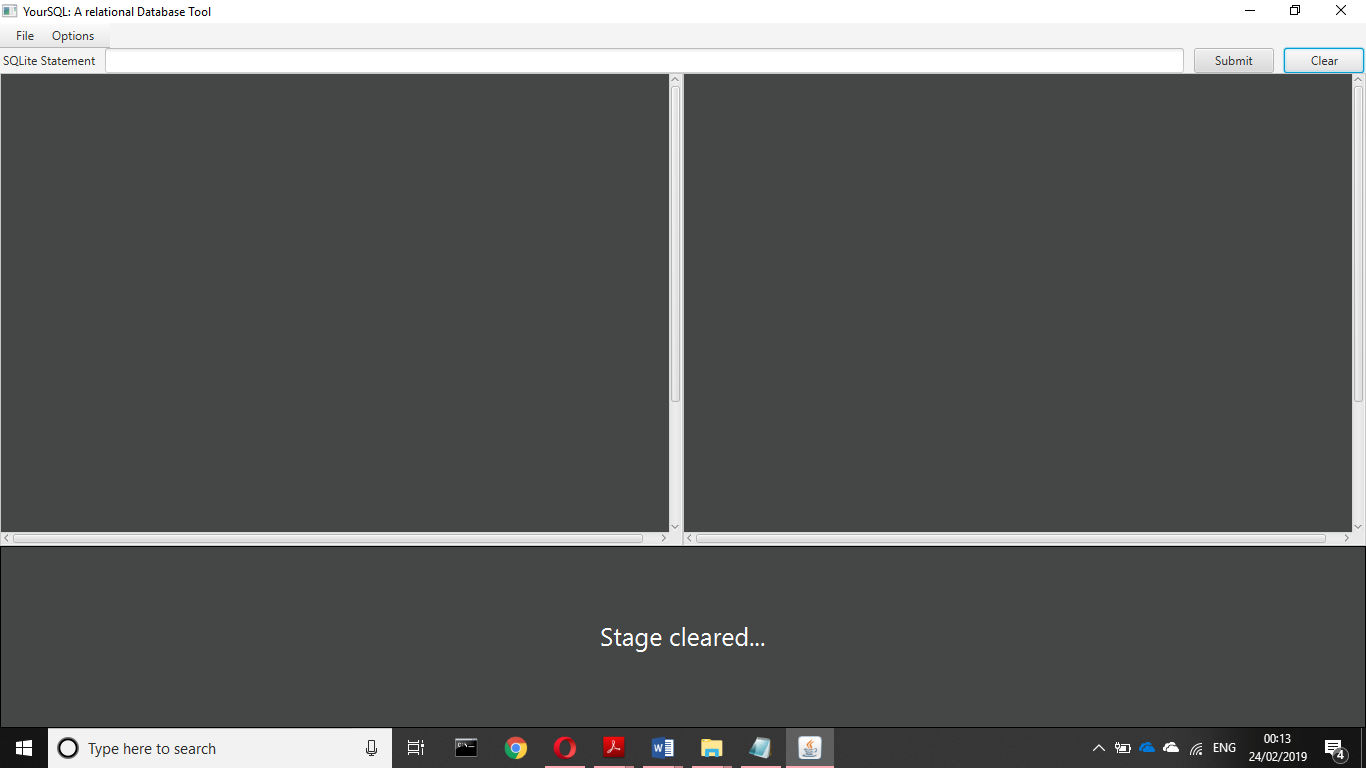 YourSQL: A relational Database Tool
File Options
SQLite Statement Submit Clear
Stage cleared...
Type here to search
ENG
00:13
24/02/2019
4